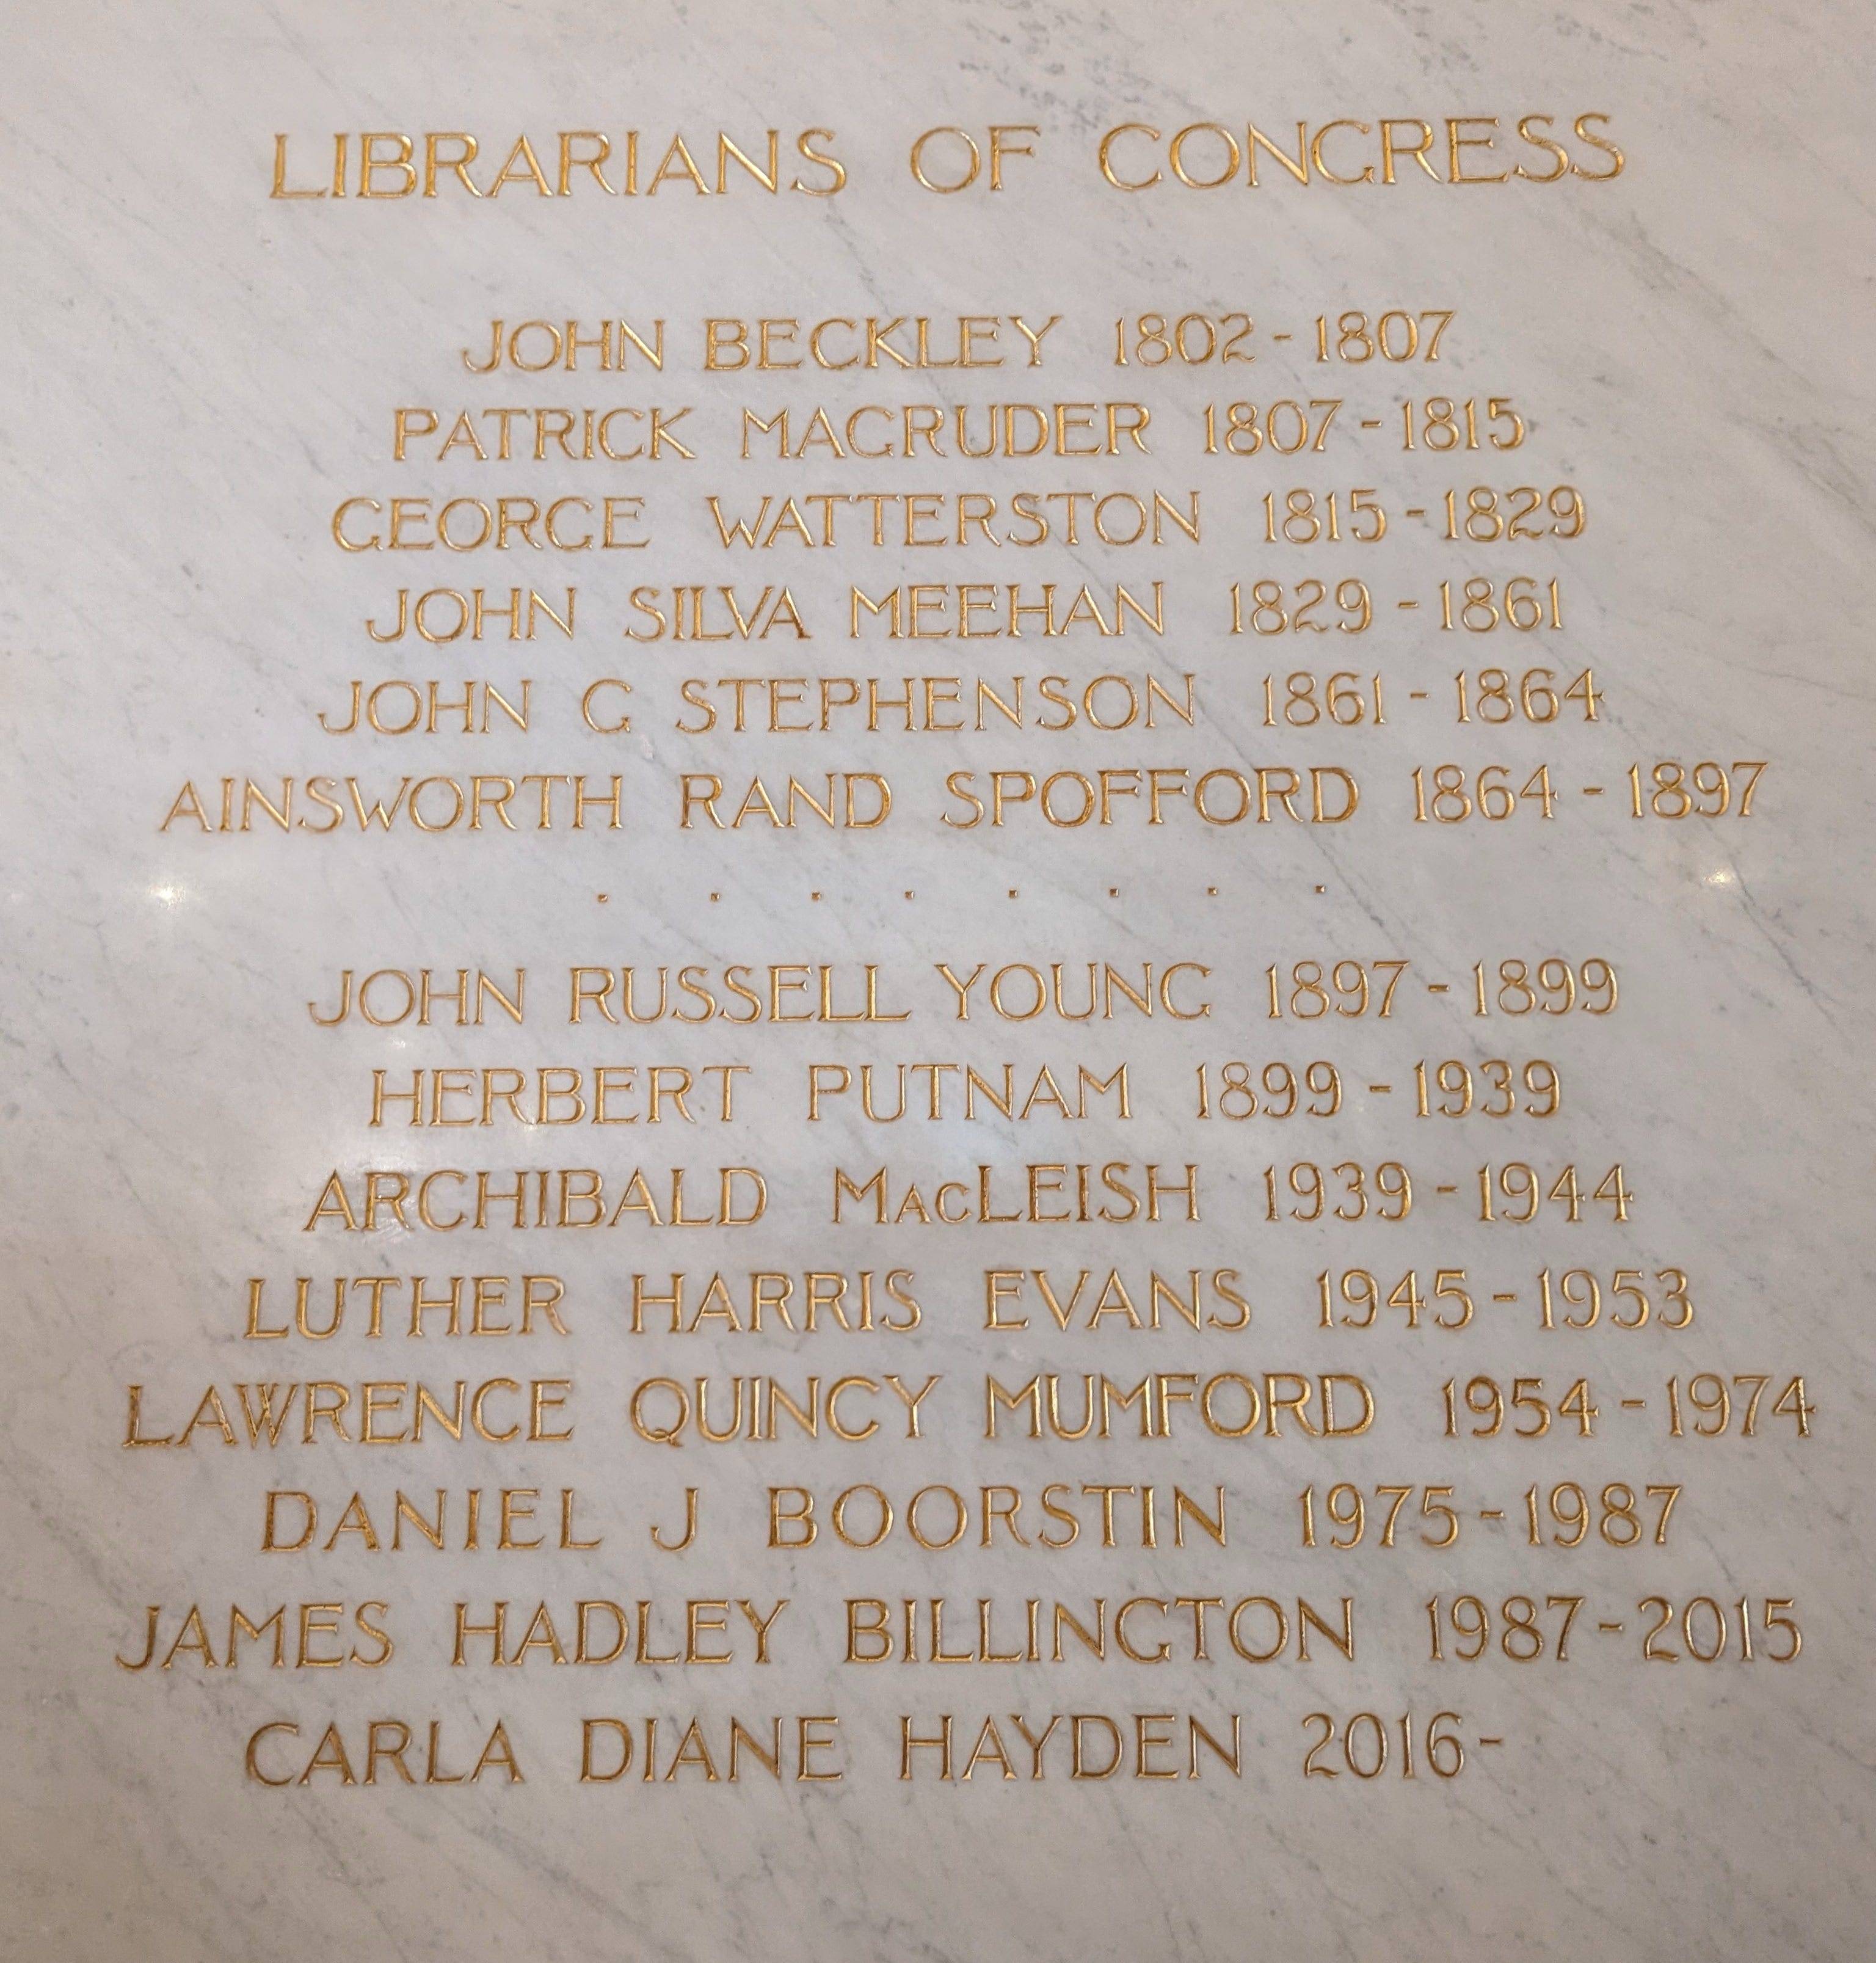 LIBRARIANS OF CONGRESS
JOHN BECKLEY 1802 - 1807
PATRICK MAGRUDER 1807 - 1815
GEORGE WATTERSTON 1815 - 1829
JOHN SILVA MEEHAN 1829 - 1861
JOHN G STEPHENSON 1861 - 1864
AINSWORTH RAND SPOFFORD 1864 - 1897
. . . . . . . .
JOHN RUSSELL YOUNG 1897 - 1899
HERBERT PUTNAM 1899 - 1939
ARCHIBALD MacLEISH 1939 - 1944
LUTHER HARRIS EVANS 1945 - 1953
LAWRENCE QUINCY MUMFORD 1954 - 1974
DANIEL J BOORSTIN 1975 - 1987
JAMES HADLEY BILLINGTON 1987 - 2015
CARLA DIANE HAYDEN 2016 -